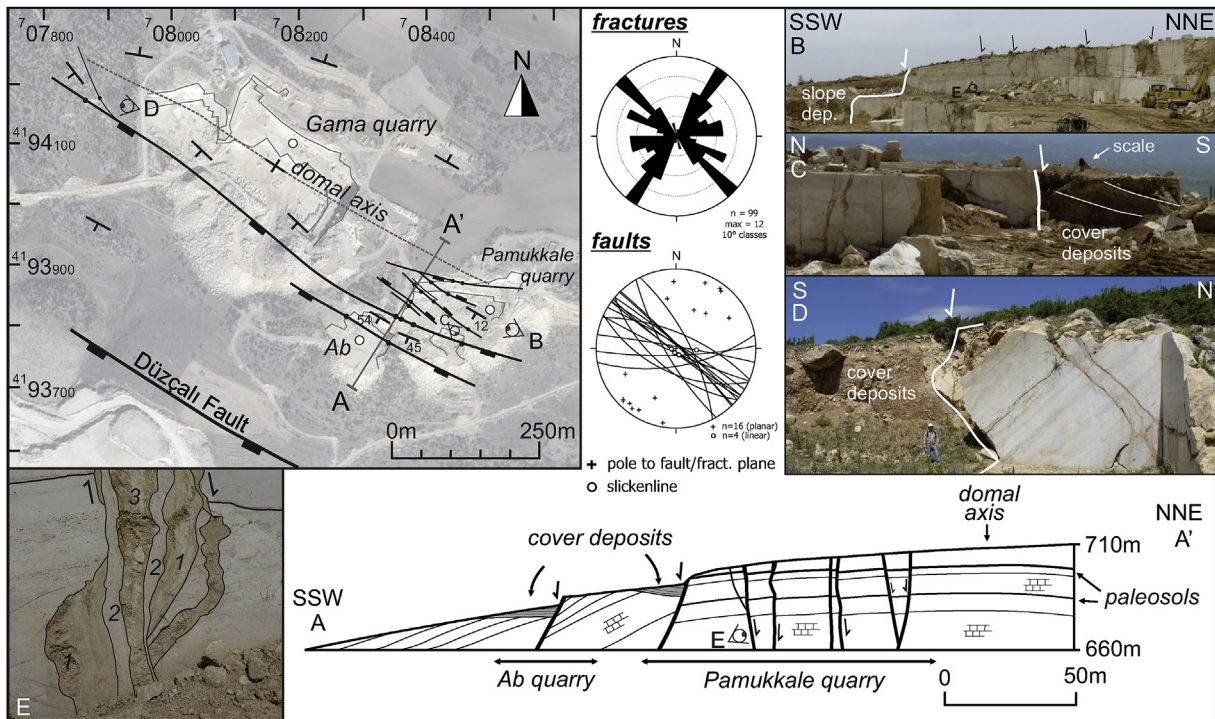 ⁷07800
⁷08000
⁷08200
⁷08400
N
D
Gama quarry
⁴¹94100
domal axis
A'
⁴¹93900
Pamukkale
quarry
54
C
12
B
Ab
45
⁴¹93700
A
Düzçalı Fault
0m 250m
fractures
N
n = 99
max = 12
10° classes
faults
N
n=16 (planar)
n=4 (linear)
+ pole to fault/fract. plane
o slickenline
SSW NNE
B
slope
dep.
E
N S
C
scale
cover
deposits
S N
D
cover
deposits
1
3
1
2
2
1
E
domal
axis
NNE
A'
cover deposits
710m
SSW
A
paleosols
E
660m
Ab quarry
Pamukkale quarry
0 50m